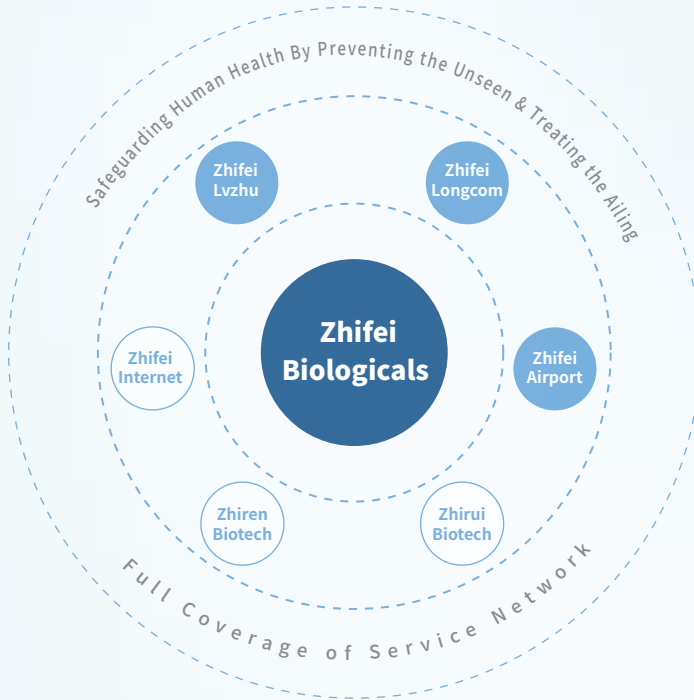 Safeguarding Human Health By Preventing the Unseen & Treating the Ailing
Zhifei
Lvzhu
Zhifei
Longcom
Zhifei
Biologicals
Zhifei
Internet
Zhifei
Airport
Zhiren
Biotech
Zhirui
Biotech
Full Coverage of Service Network